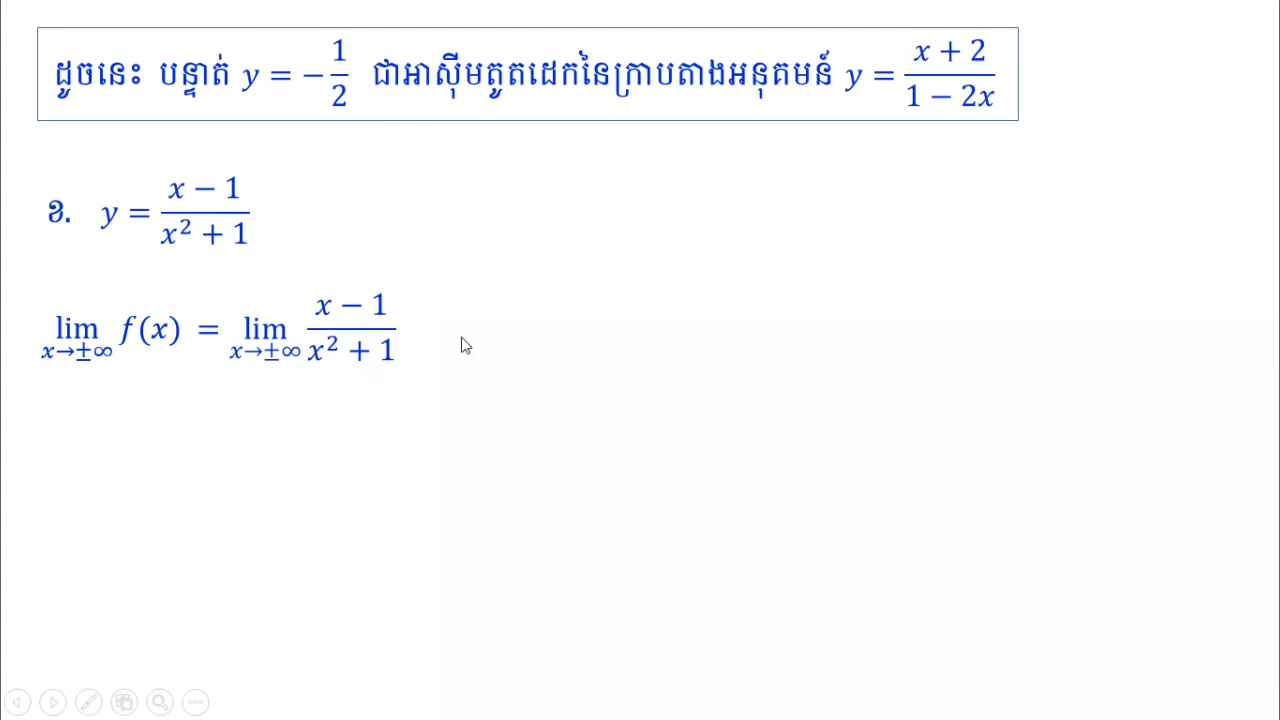 ដូចនេះ បន្ទាត់ y = −1/2 ជាអាស៊ីមតូតដេកនៃក្រាបតាងអនុគមន៍ y = (x + 2)/(1 − 2x)
ខ. y = (x − 1)/(x² + 1)
lim x→±∞ f(x) = lim x→±∞ (x − 1)/(x² + 1)